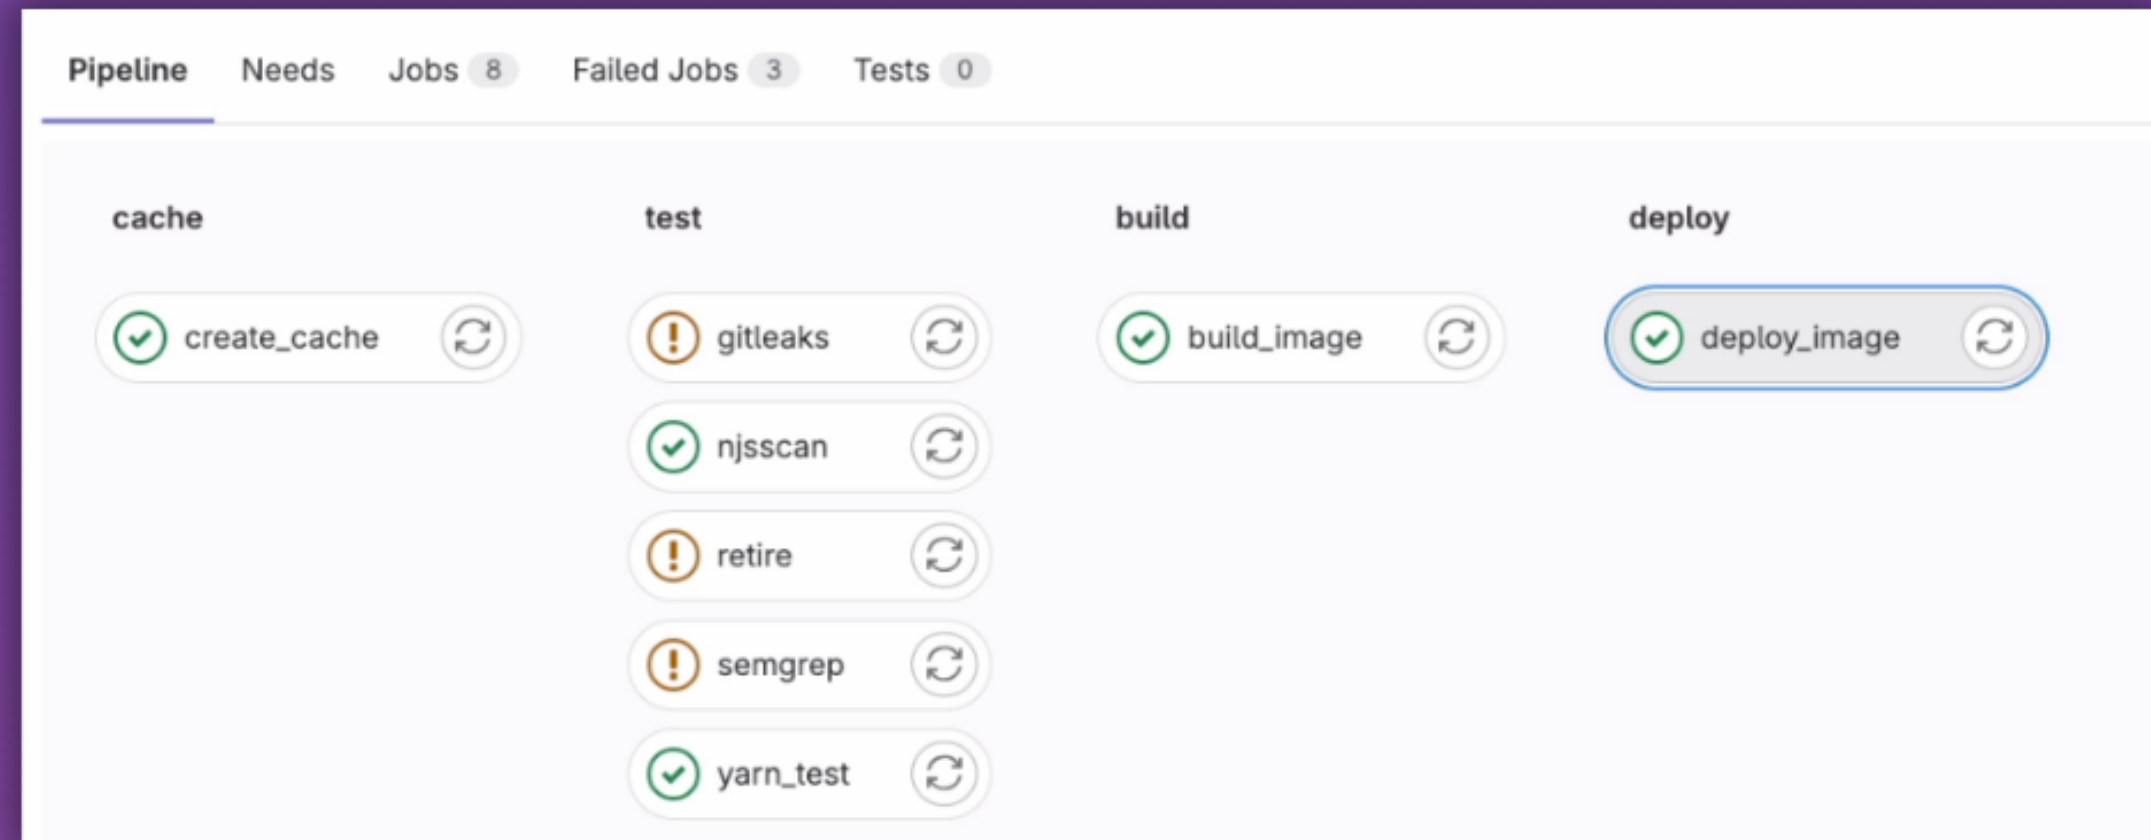 Pipeline Needs Jobs 8 Failed Jobs 3 Tests 0
cache test build deploy
create_cache gitleaks build_image deploy_image
njsscan
retire
semgrep
yarn_test